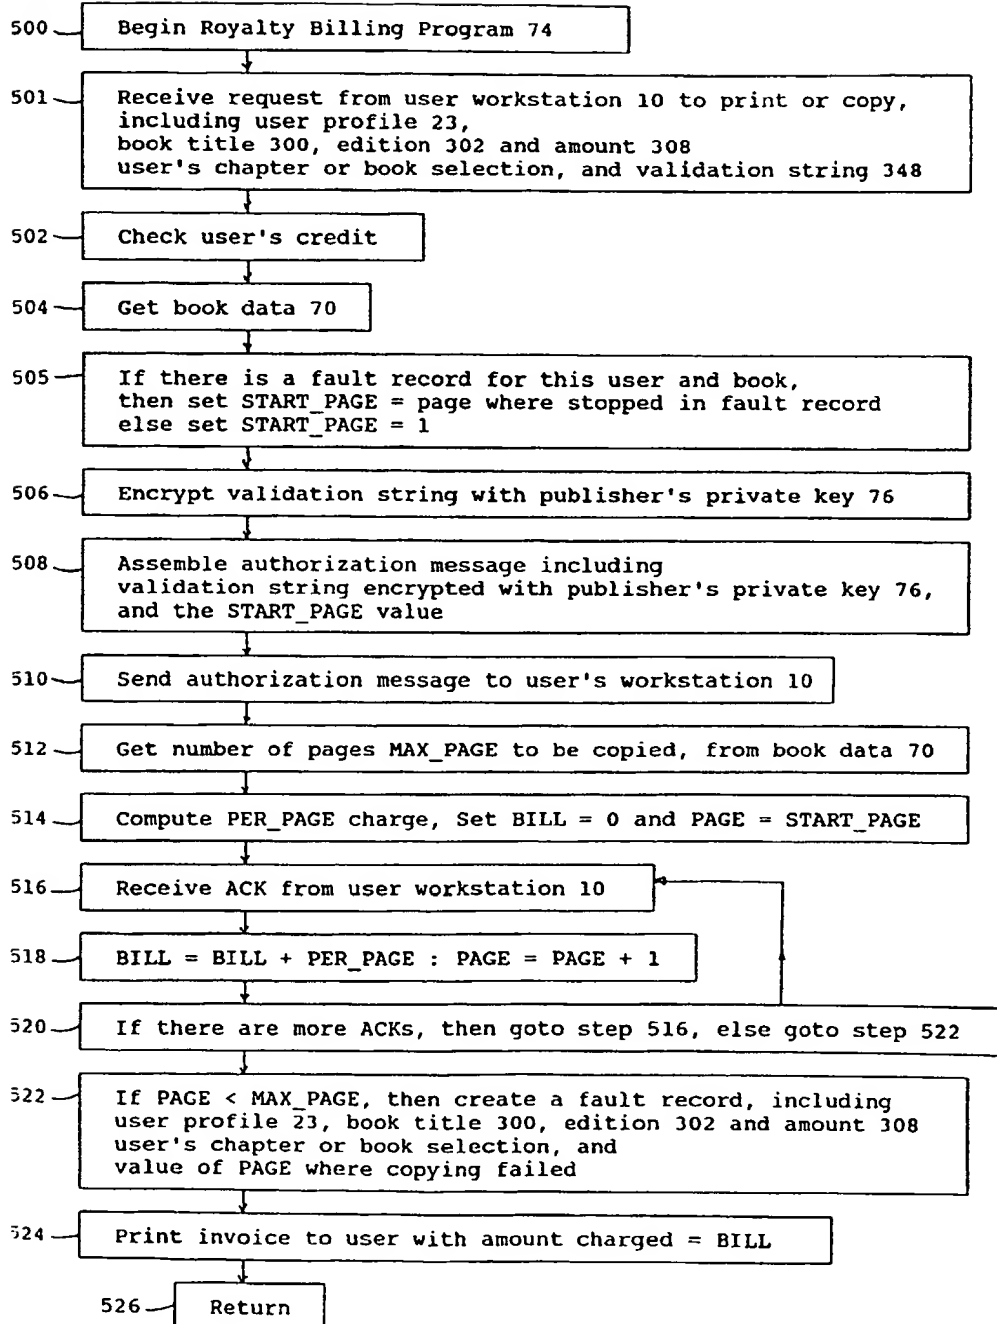 500 Begin Royalty Billing Program 74
501 Receive request from user workstation 10 to print or copy,
including user profile 23,
book title 300, edition 302 and amount 308
user's chapter or book selection, and validation string 348
502 Check user's credit
504 Get book data 70
505 If there is a fault record for this user and book,
then set START_PAGE = page where stopped in fault record
else set START_PAGE = 1
506 Encrypt validation string with publisher's private key 76
508 Assemble authorization message including
validation string encrypted with publisher's private key 76,
and the START_PAGE value
510 Send authorization message to user's workstation 10
512 Get number of pages MAX_PAGE to be copied, from book data 70
514 Compute PER_PAGE charge, Set BILL = 0 and PAGE = START_PAGE
516 Receive ACK from user workstation 10
518 BILL = BILL + PER_PAGE : PAGE = PAGE + 1
520 If there are more ACKs, then goto step 516, else goto step 522
522 If PAGE < MAX_PAGE, then create a fault record, including
user profile 23, book title 300, edition 302 and amount 308
user's chapter or book selection, and
value of PAGE where copying failed
524 Print invoice to user with amount charged = BILL
526 Return